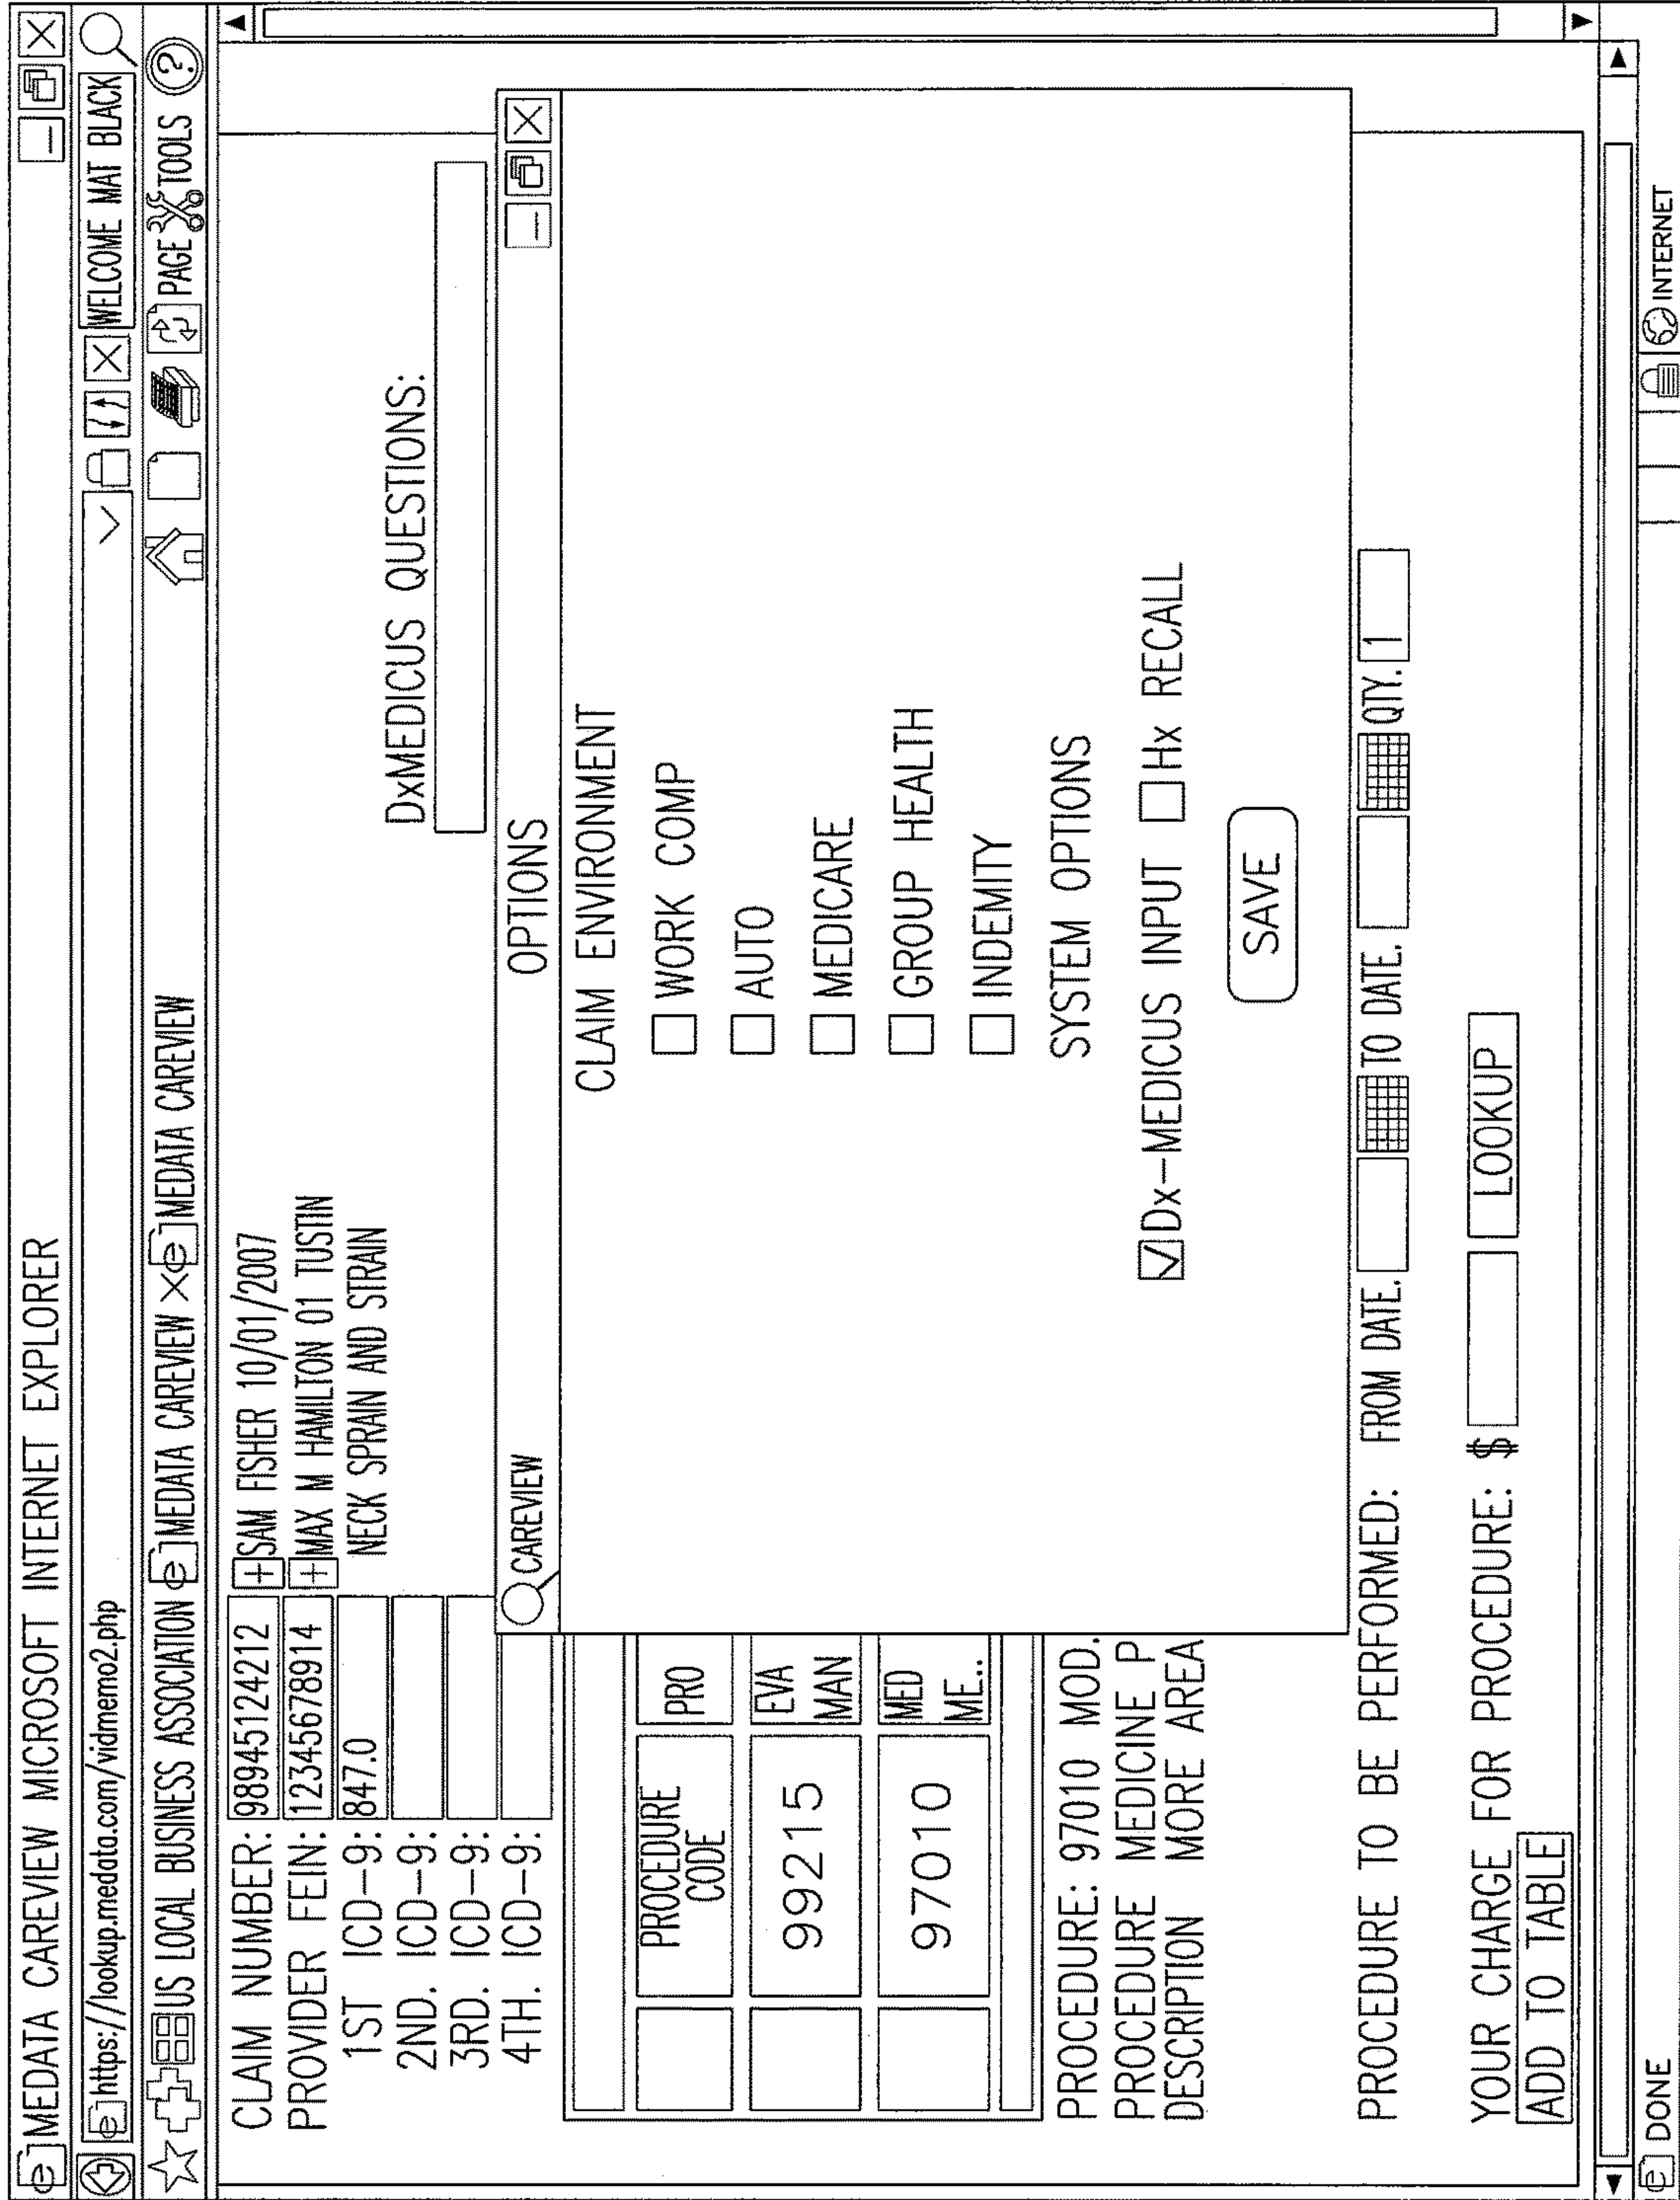 MEDATA CAREVIEW MICROSOFT INTERNET EXPLORER
https://lookup.medata.com/vidmemo2.php
WELCOME MAT BLACK
US LOCAL BUSINESS ASSOCIATION MEDATA CAREVIEW MEDATA CAREVIEW
PAGE TOOLS ?
CLAIM NUMBER: 989451242​12 SAM FISHER 10/01/2007
PROVIDER FEIN: 12345678914 MAX M HAMILTON 01 TUSTIN
1ST ICD-9: 847.0 NECK SPRAIN AND STRAIN
2ND. ICD-9:
3RD. ICD-9:
4TH. ICD-9:
DxMEDICUS QUESTIONS:
CAREVIEW
OPTIONS
CLAIM ENVIRONMENT
WORK COMP
AUTO
MEDICARE
GROUP HEALTH
INDEMITY
SYSTEM OPTIONS
Dx-MEDICUS INPUT Hx RECALL
SAVE
PROCEDURE PRO
CODE
99215 EVA
MAN
97010 MED
ME..
PROCEDURE: 97010 MOD.
PROCEDURE MEDICINE P
DESCRIPTION MORE AREA
PROCEDURE TO BE PERFORMED: FROM DATE. TO DATE. QTY. 1
YOUR CHARGE FOR PROCEDURE: $ LOOKUP
ADD TO TABLE
DONE
INTERNET